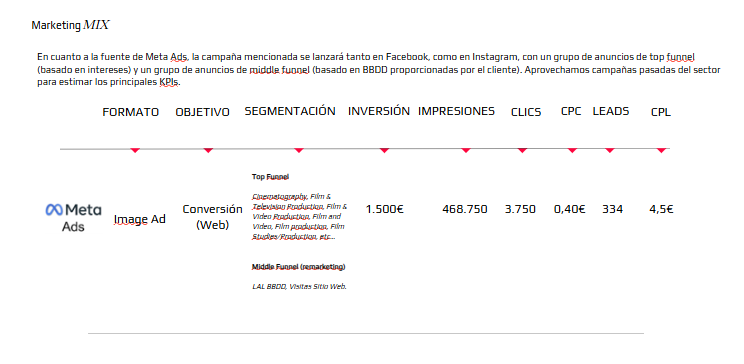 Marketing MIX
En cuanto a la fuente de Meta Ads, la campaña mencionada se lanzará tanto en Facebook, como en Instagram, con un grupo de anuncios de top funnel
(basado en intereses) y un grupo de anuncios de middle funnel (basado en BBDD proporcionadas por el cliente). Aprovechamos campañas pasadas del sector
para estimar los principales KPIs.
FORMATO OBJETIVO SEGMENTACIÓN INVERSIÓN IMPRESIONES CLICS CPC LEADS CPL
Meta
Ads
Image Ad
Conversión
(Web)
Top Funnel
Cinematography, Film &
Television Production, Film &
Video Production, Film and
Video, Film production, Film
Studies/Production, etc...
Middle Funnel (remarketing)
LAL BBDD, Visitas Sitio Web.
1.500€ 468.750 3.750 0,40€ 334 4,5€